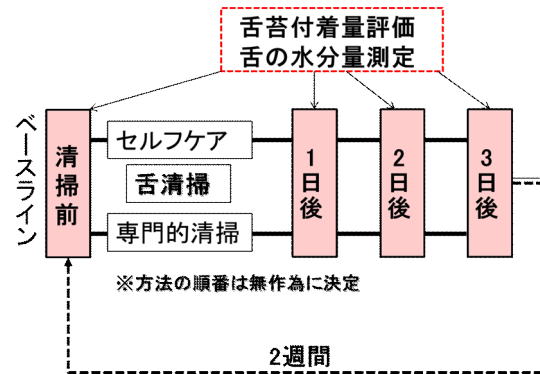 舌苔付着量評価
舌の水分量測定
ベースライン
清掃前
セルフケア
舌清掃
専門的清掃
1日後
2日後
3日後
※方法の順番は無作為に決定
2週間